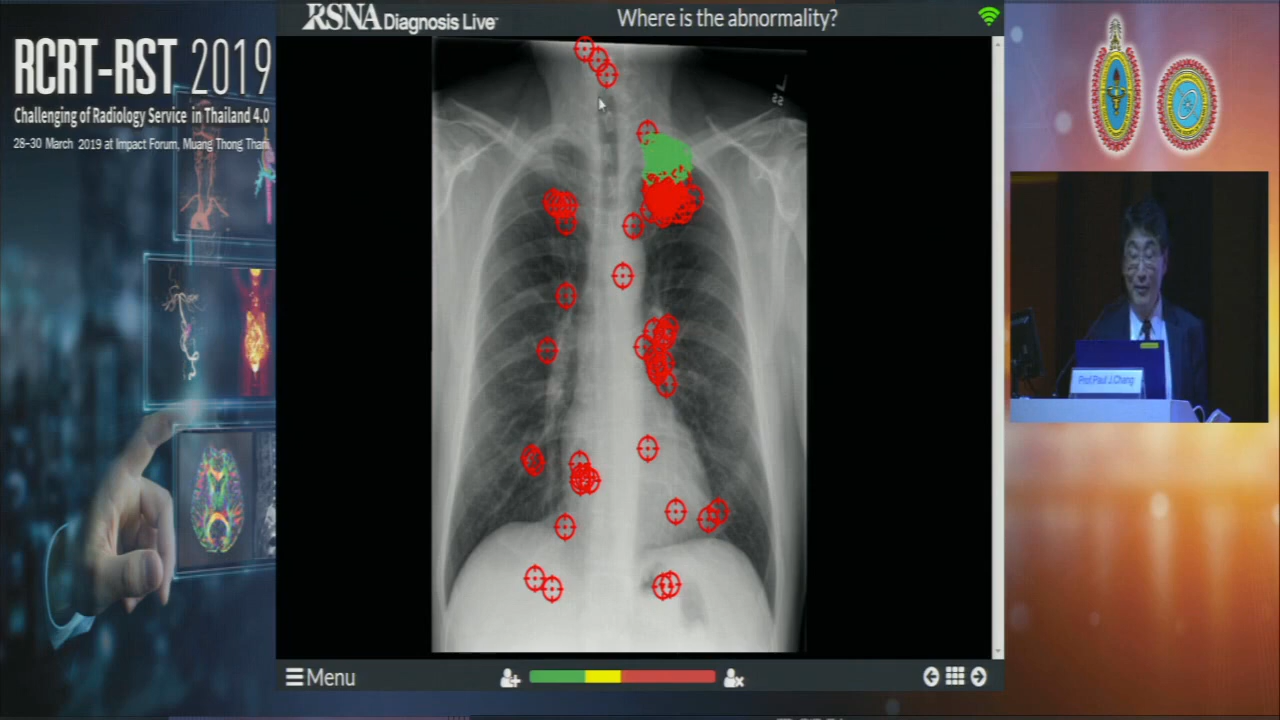 RCRT-RST 2019
Challenging of Radiology Service in Thailand 4.0
28-30 March 2019 at Impact Forum, Muang Thong Thani
RSNA Diagnosis Live™
Where is the abnormality?
L
Prof.Paul J.Chang
Menu